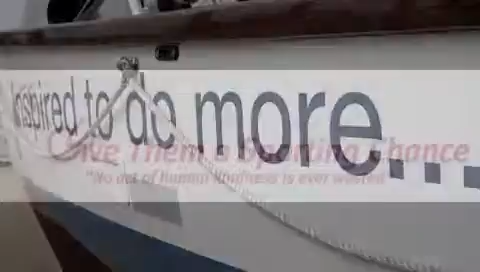 Inspired to do more....
Give Them a Sporting Chance
"No act of human kindness is ever wasted"